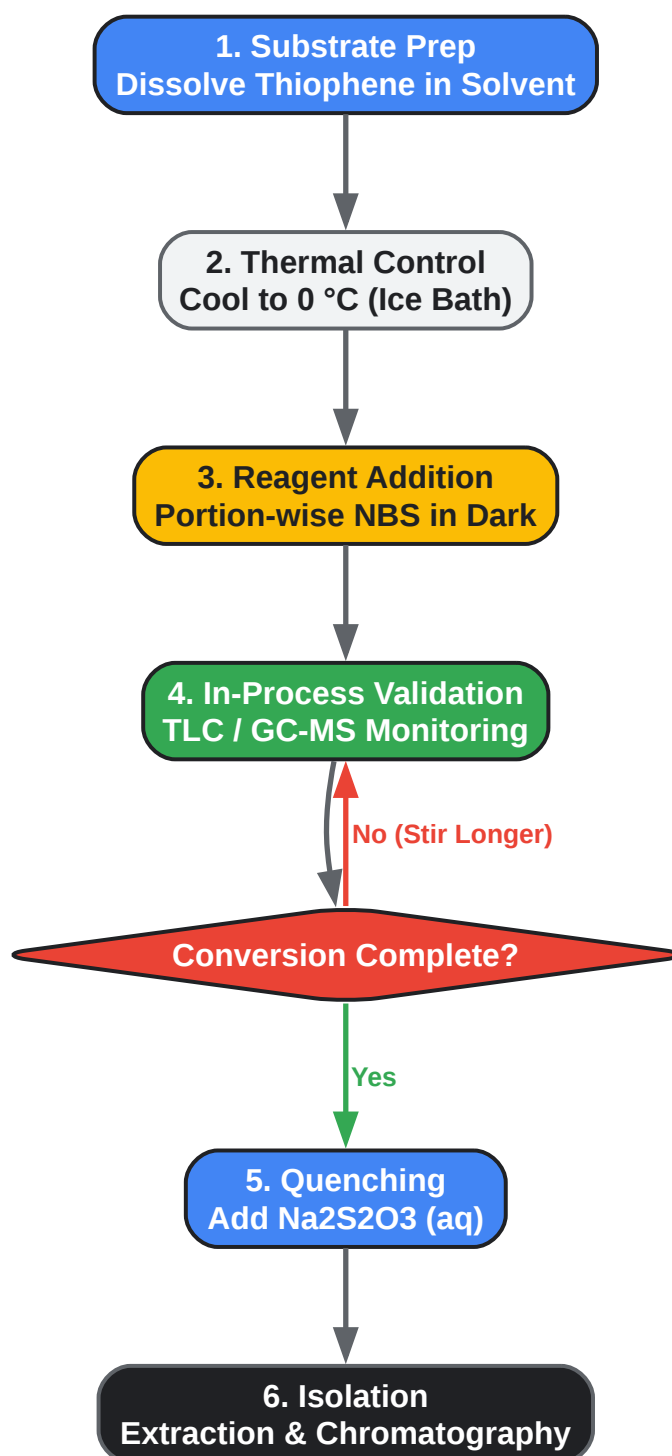 1. Substrate Prep
Dissolve Thiophene in Solvent
2. Thermal Control
Cool to 0 °C (Ice Bath)
3. Reagent Addition
Portion-wise NBS in Dark
4. In-Process Validation
TLC / GC-MS Monitoring
No (Stir Longer)
Conversion Complete?
Yes
5. Quenching
Add Na2S2O3 (aq)
6. Isolation
Extraction & Chromatography